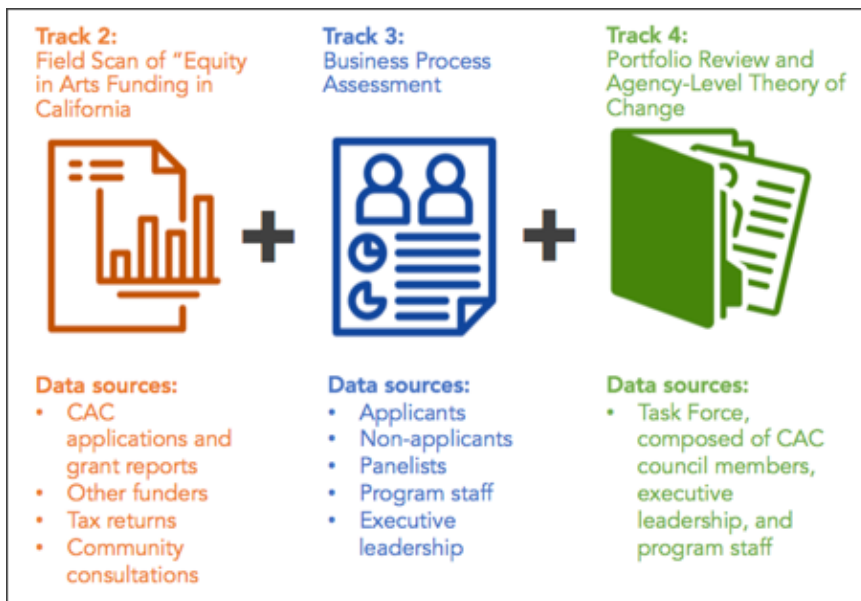 Track 2:
Field Scan of “Equity
in Arts Funding in
California
Track 3:
Business Process
Assessment
Track 4:
Portfolio Review and
Agency-Level Theory of
Change
Data sources:
• CAC
applications and
grant reports
• Other funders
• Tax returns
• Community
consultations
Data sources:
• Applicants
• Non-applicants
• Panelists
• Program staff
• Executive
leadership
Data sources:
• Task Force,
composed of CAC
council members,
executive
leadership, and
program staff